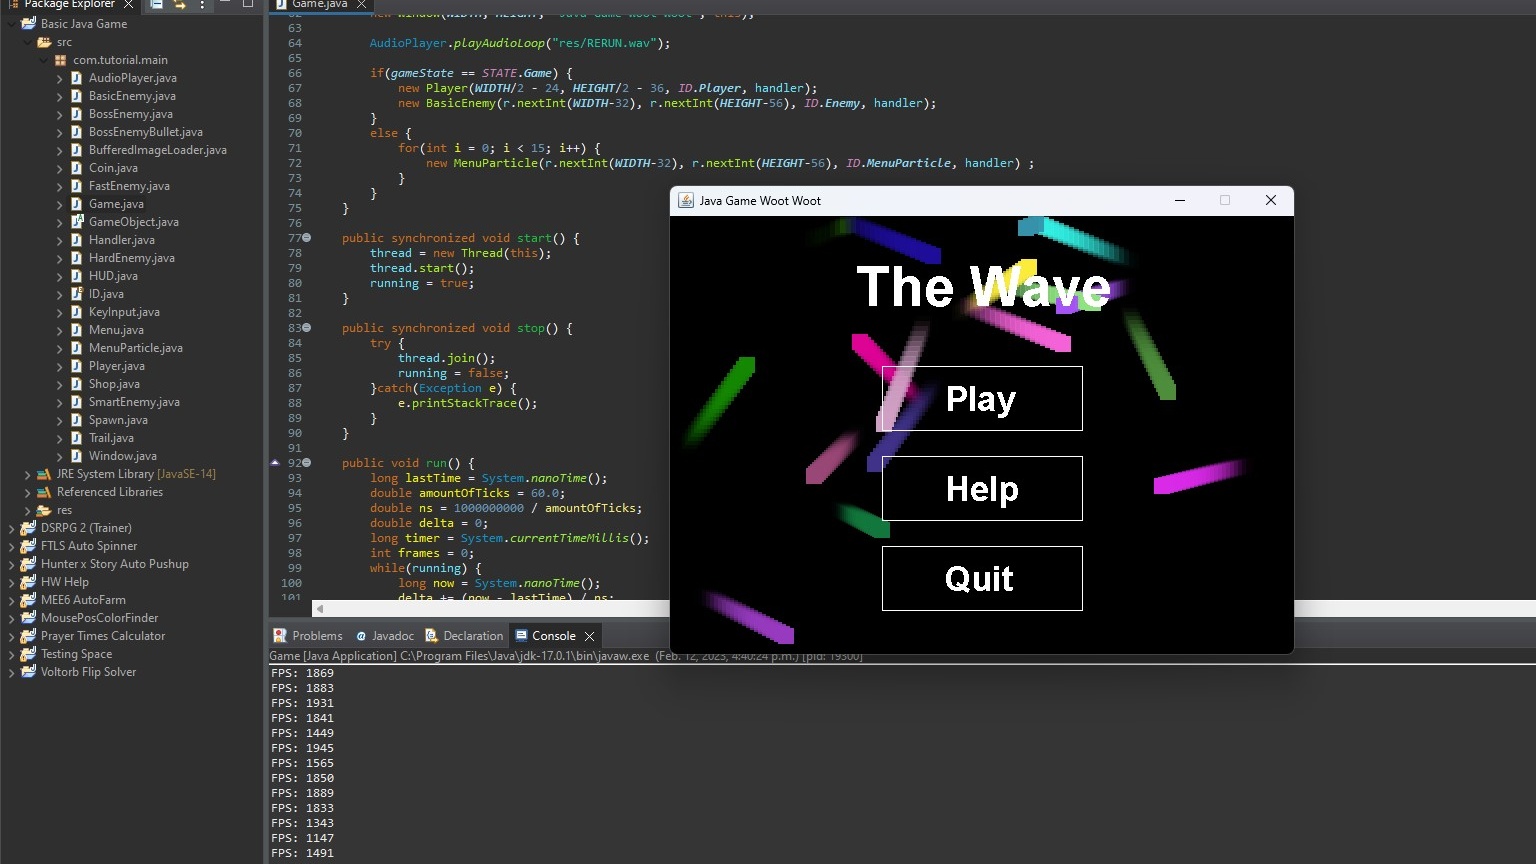 Package Explorer
Basic Java Game
src
com.tutorial.main
AudioPlayer.java
BasicEnemy.java
BossEnemy.java
BossEnemyBullet.java
BufferedImageLoader.java
Coin.java
FastEnemy.java
Game.java
GameObject.java
Handler.java
HardEnemy.java
HUD.java
ID.java
KeyInput.java
Menu.java
MenuParticle.java
Player.java
Shop.java
SmartEnemy.java
Spawn.java
Trail.java
Window.java
JRE System Library [JavaSE-14]
Referenced Libraries
res
DSRPG 2 (Trainer)
FTLS Auto Spinner
Hunter x Story Auto Pushup
HW Help
MEE6 AutoFarm
MousePosColorFinder
Prayer Times Calculator
Testing Space
Voltorb Flip Solver
Game.java
62 new Window(WIDTH, HEIGHT, "Java Game Woot Woot", this);
63
64 AudioPlayer.playAudioLoop("res/RERUN.wav");
65
66 if(gameState == STATE.Game) {
67 new Player(WIDTH/2 - 24, HEIGHT/2 - 36, ID.Player, handler);
68 new BasicEnemy(r.nextInt(WIDTH-32), r.nextInt(HEIGHT-56), ID.Enemy, handler);
69 }
70 else {
71 for(int i = 0; i < 15; i++) {
72 new MenuParticle(r.nextInt(WIDTH-32), r.nextInt(HEIGHT-56), ID.MenuParticle, handler) ;
73 }
74 }
75 }
76
77 public synchronized void start() {
78 thread = new Thread(this);
79 thread.start();
80 running = true;
81 }
82
83 public synchronized void stop() {
84 try {
85 thread.join();
86 running = false;
87 }catch(Exception e) {
88 e.printStackTrace();
89 }
90 }
91
92 public void run() {
93 long lastTime = System.nanoTime();
94 double amountOfTicks = 60.0;
95 double ns = 1000000000 / amountOfTicks;
96 double delta = 0;
97 long timer = System.currentTimeMillis();
98 int frames = 0;
99 while(running) {
100 long now = System.nanoTime();
101 delta += (now - lastTime) / ns;
Java Game Woot Woot
The Wave
Play
Help
Quit
Problems
Javadoc
Declaration
Console
Game [Java Application] C:\Program Files\Java\jdk-17.0.1\bin\javaw.exe (Feb. 12, 2023, 4:40:24 p.m.) [pid: 19300]
FPS: 1869
FPS: 1883
FPS: 1931
FPS: 1841
FPS: 1449
FPS: 1945
FPS: 1565
FPS: 1850
FPS: 1889
FPS: 1833
FPS: 1343
FPS: 1147
FPS: 1491